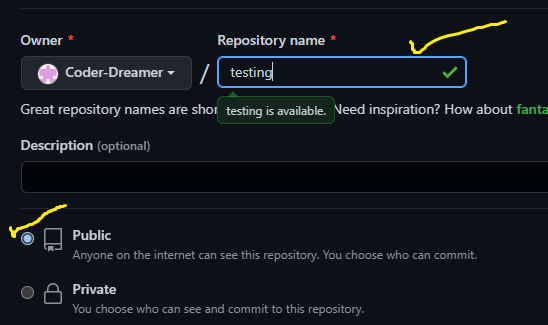 Owner * Repository name *
Coder-Dreamer / testing
Great repository names are shor Need inspiration? How about fanta
testing is available.
Description (optional)
Public
Anyone on the internet can see this repository. You choose who can commit.
Private
You choose who can see and commit to this repository.